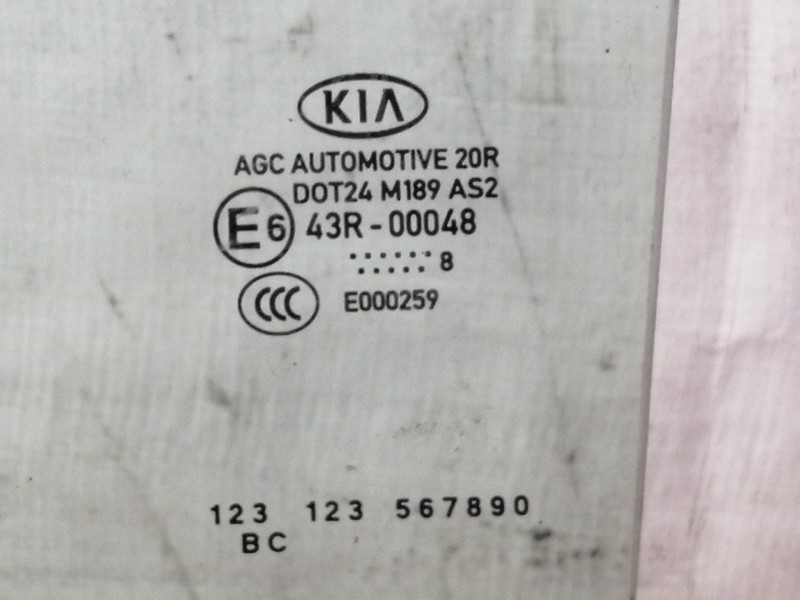 KIA
AGC AUTOMOTIVE 20R
DOT24 M189 AS2
E6 43R-00048
8
CCC E000259
123 123 567890
BC